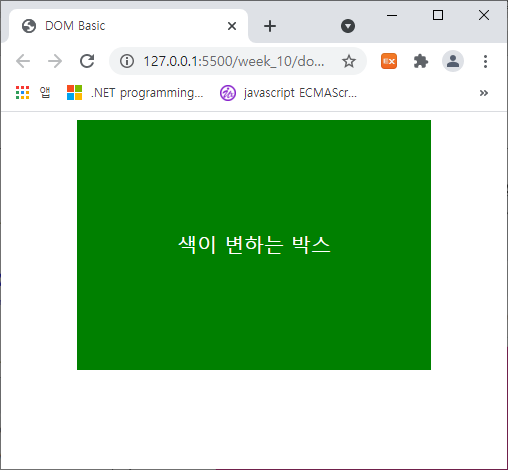 DOM Basic
127.0.0.1:5500/week_10/do...
앱 .NET programming... javascript ECMAScr... »
색이 변하는 박스